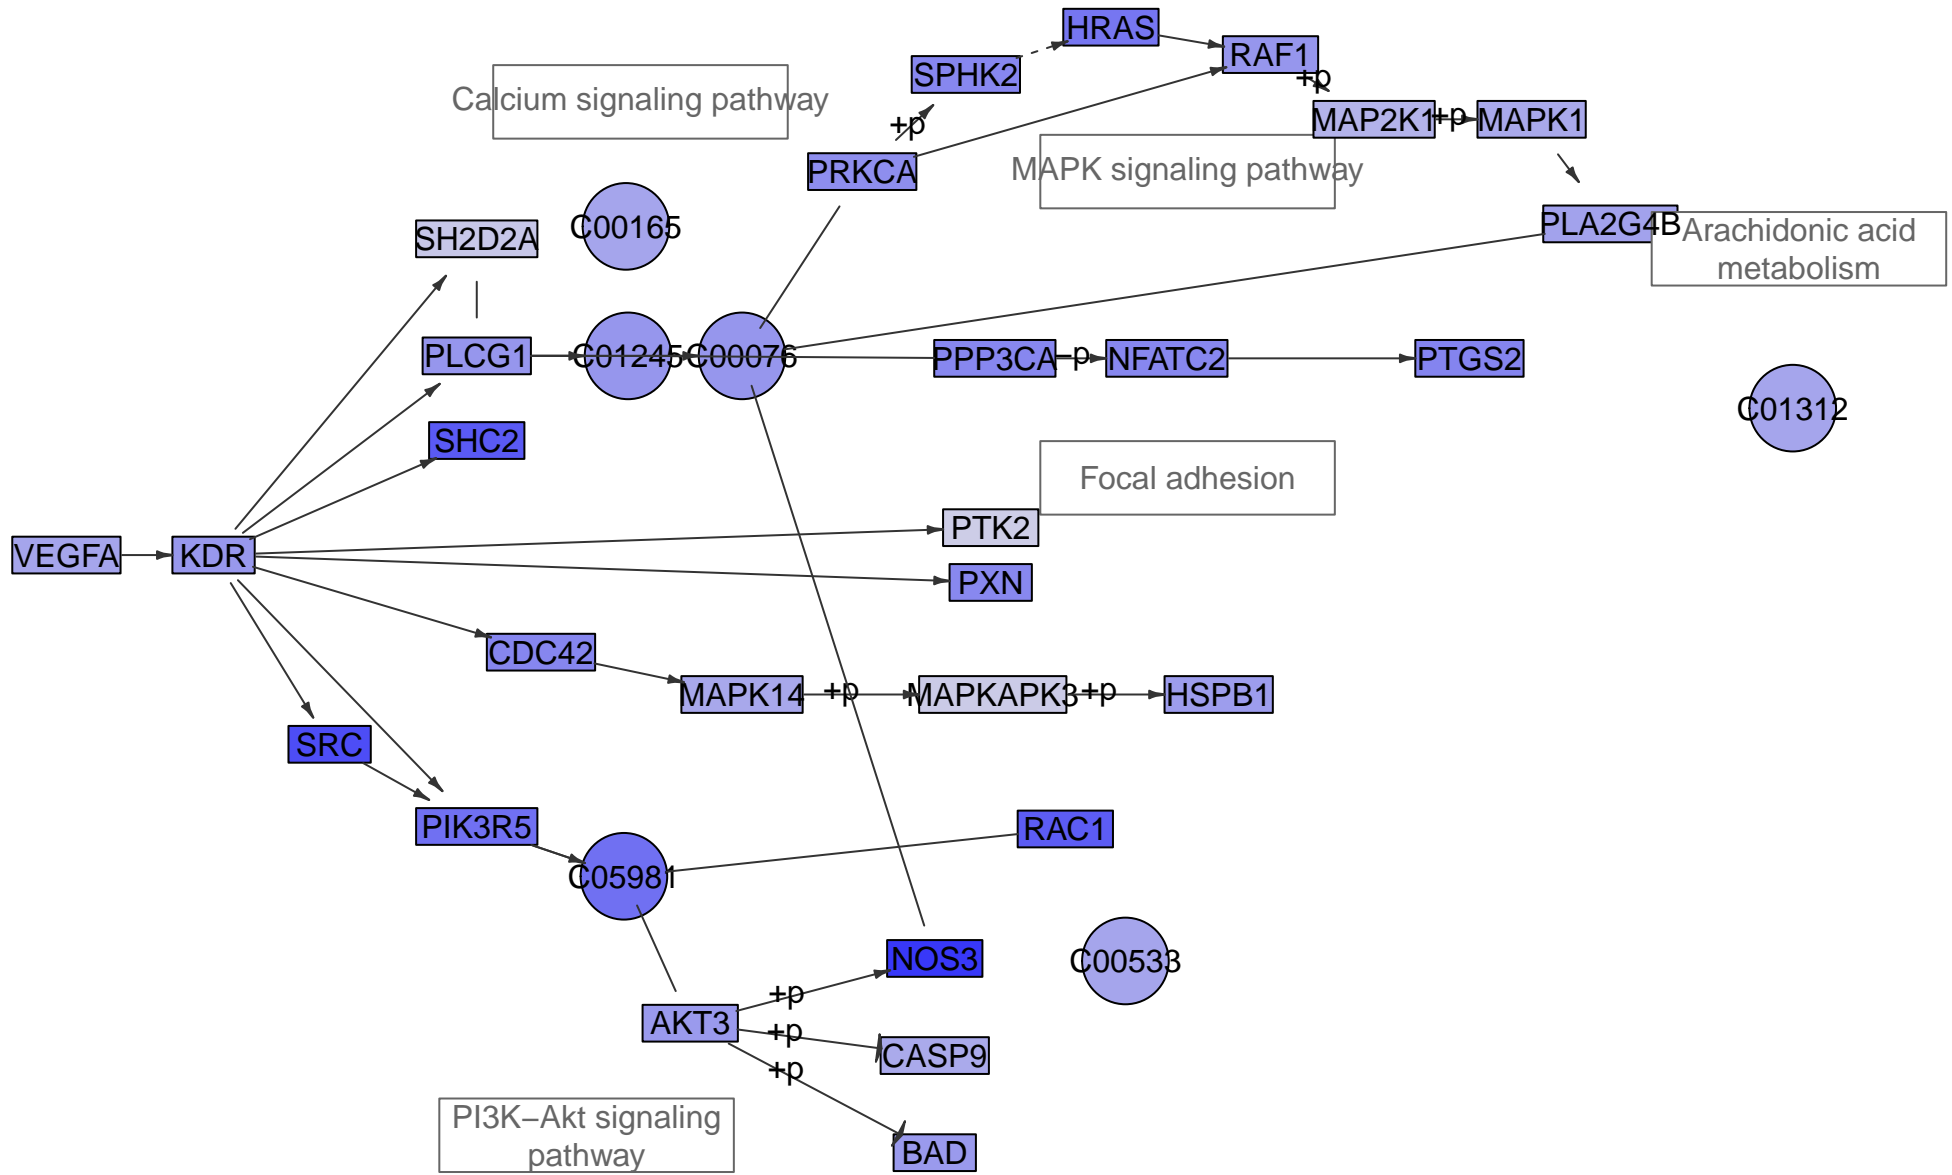 HRAS
RAF1
SPHK2
+p
Calcium signaling pathway
+p
MAP2K1
+p
MAPK1
PRKCA
MAPK signaling pathway
C00165
SH2D2A
PLA2G4B
Arachidonic acid
metabolism
PLCG1
C01245
C00076
PPP3CA
−p
NFATC2
PTGS2
C01312
SHC2
Focal adhesion
PTK2
VEGFA
KDR
PXN
CDC42
MAPK14
+p
MAPKAPK3
+p
HSPB1
SRC
PIK3R5
RAC1
C05981
NOS3
C00533
+p
AKT3
+p
CASP9
+p
PI3K−Akt signaling
pathway
BAD